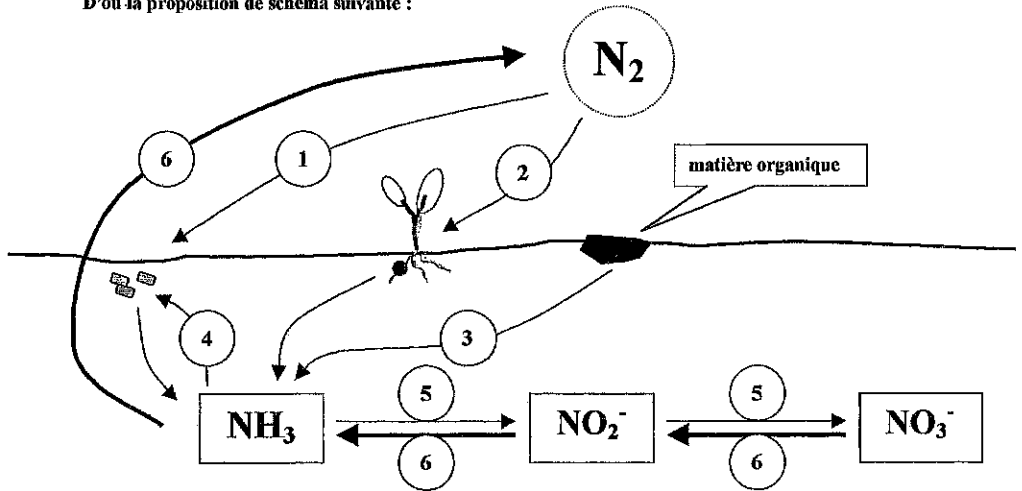 D'où la proposition de schéma suivante :
N₂
6
1
2
matière organique
4
3
5
5
NH₃
NO₂⁻
NO₃⁻
6
6